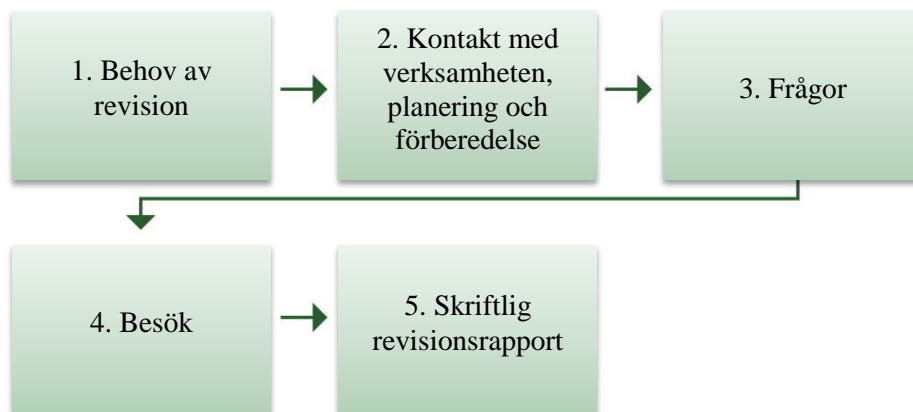 1. Behov av
revision
2. Kontakt med
verksamheten,
planering och
förberedelse
3. Frågor
4. Besök
5. Skriftlig
revisionsrapport